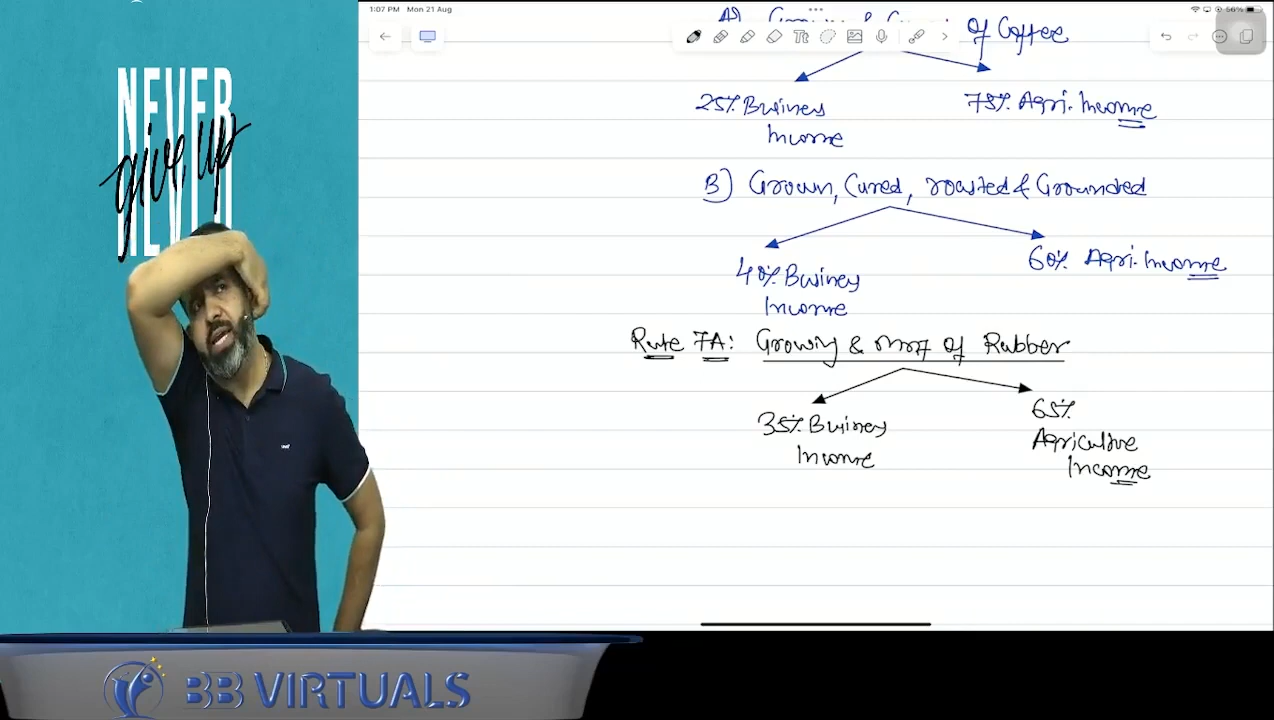 1:07 PM Mon 21 Aug
56%
of Coffee
25% Business
Income
75% Agri. Income
B) Grown, Cured, roasted & Grounded
40% Business
Income
60% Agri. Income
Rule 7A: Growing & Mnf of Rubber
35% Business
Income
65%
Agriculture
Income
NEVER
give up
NEVER
BB VIRTUALS